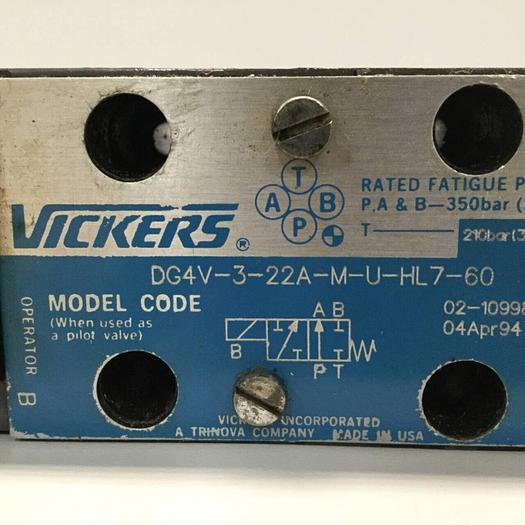 T
A B
P
RATED FATIGUE P
P,A & B—350bar (
T 210bar(3
VICKERS®
DG4V-3-22A-M-U-HL7-60
MODEL CODE
(When used as
a pilot valve)
02-1099
04Apr94
A B
B
P T
OPERATOR B
VICKERS INCORPORATED
A TRINOVA COMPANY MADE IN USA